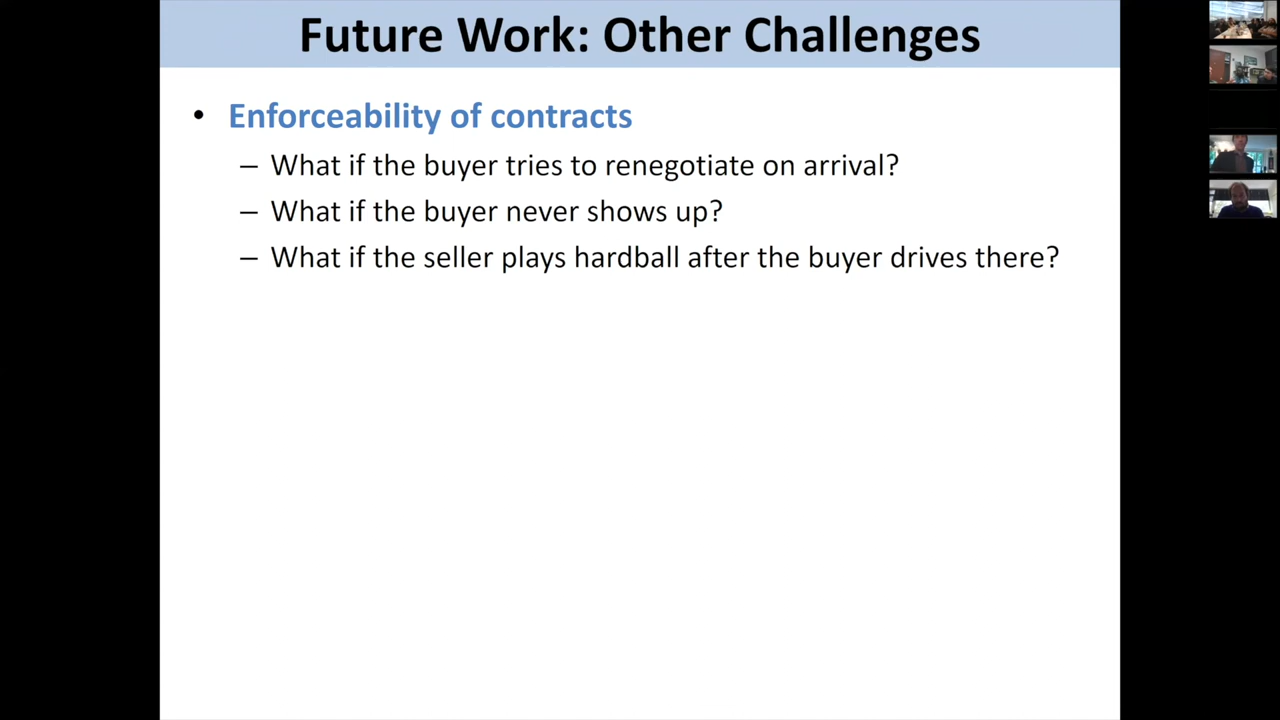 Future Work: Other Challenges
• Enforceability of contracts
– What if the buyer tries to renegotiate on arrival?
– What if the buyer never shows up?
– What if the seller plays hardball after the buyer drives there?